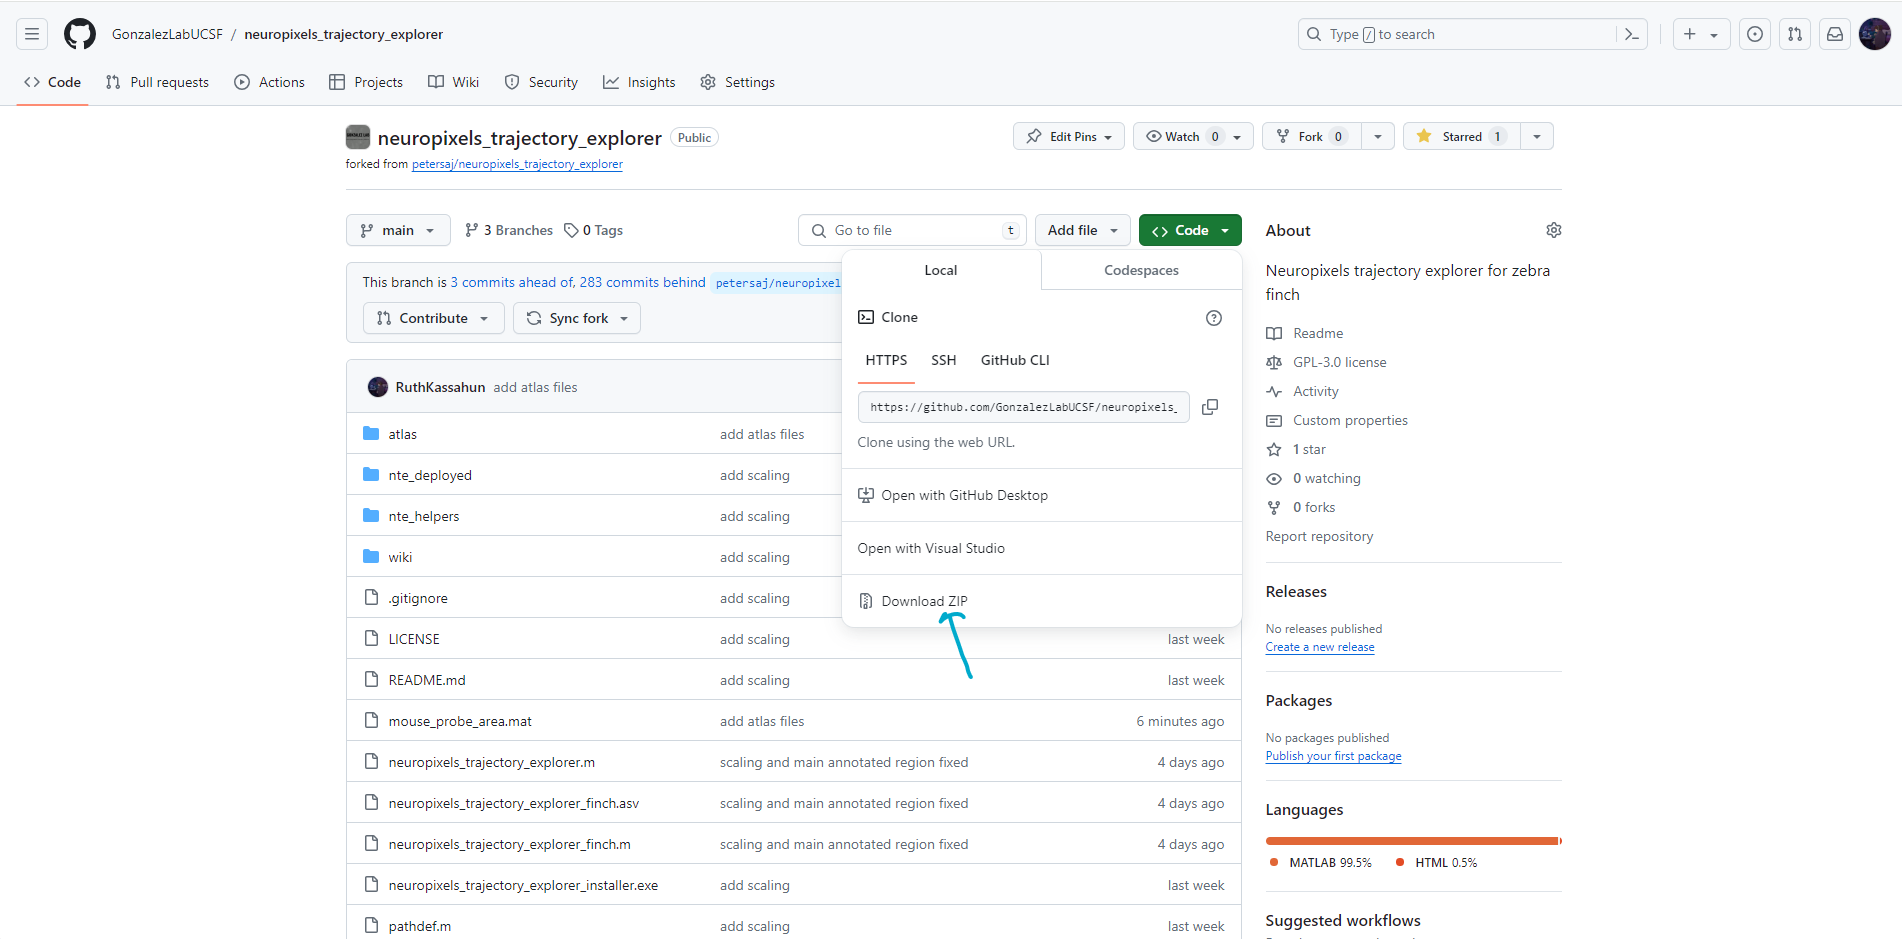 GonzalezLabUCSF / neuropixels_trajectory_explorer
Type / to search
Code Pull requests Actions Projects Wiki Security Insights Settings
neuropixels_trajectory_explorer Public
Edit Pins Watch 0 Fork 0 Starred 1
forked from petersaj/neuropixels_trajectory_explorer
main 3 Branches 0 Tags Go to file t Add file Code
This branch is 3 commits ahead of, 283 commits behind petersaj/neuropixel
Contribute Sync fork
RuthKassahun add atlas files
atlas add atlas files
nte_deployed add scaling
nte_helpers add scaling
wiki add scaling
.gitignore add scaling
LICENSE add scaling last week
README.md add scaling last week
mouse_probe_area.mat add atlas files 6 minutes ago
neuropixels_trajectory_explorer.m scaling and main annotated region fixed 4 days ago
neuropixels_trajectory_explorer_finch.asv scaling and main annotated region fixed 4 days ago
neuropixels_trajectory_explorer_finch.m scaling and main annotated region fixed 4 days ago
neuropixels_trajectory_explorer_installer.exe add scaling last week
pathdef.m add scaling last week
Local Codespaces
Clone
HTTPS SSH GitHub CLI
https://github.com/GonzalezLabUCSF/neuropixels_
Clone using the web URL.
Open with GitHub Desktop
Open with Visual Studio
Download ZIP
About
Neuropixels trajectory explorer for zebra
finch
Readme
GPL-3.0 license
Activity
Custom properties
1 star
0 watching
0 forks
Report repository
Releases
No releases published
Create a new release
Packages
No packages published
Publish your first package
Languages
MATLAB 99.5% HTML 0.5%
Suggested workflows